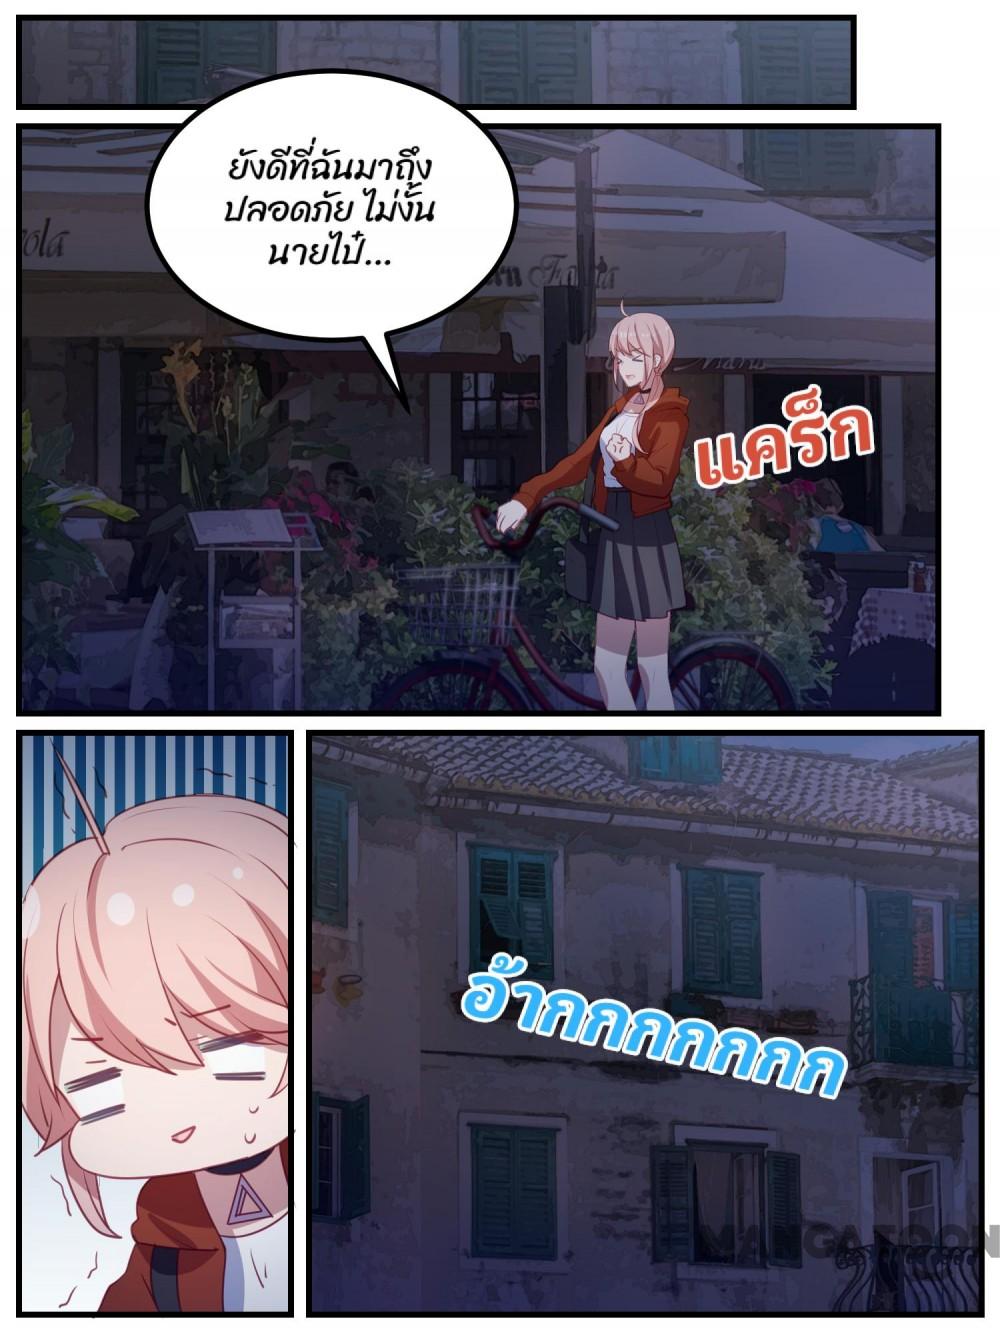 ยังดีที่ฉันมาถึง
ปลอดภัย ไม่งั้น
นายไป๋...
แคร็ก
อ้ากกกกกกก
MANGATOON